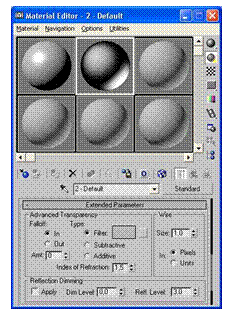 Material Editor - 2 - Default
Material Navigation Options Utilities
2 - Default Standard
- Extended Parameters
Advanced Transparency Wire
Falloff: Type:
In Filter: Size: 1.0
Out Subtractive In: Pixels
Amt: 0 Additive Units
Index of Refraction: 1.5
Reflection Dimming
Apply Dim Level: 0.0 Refl. Level: 3.0